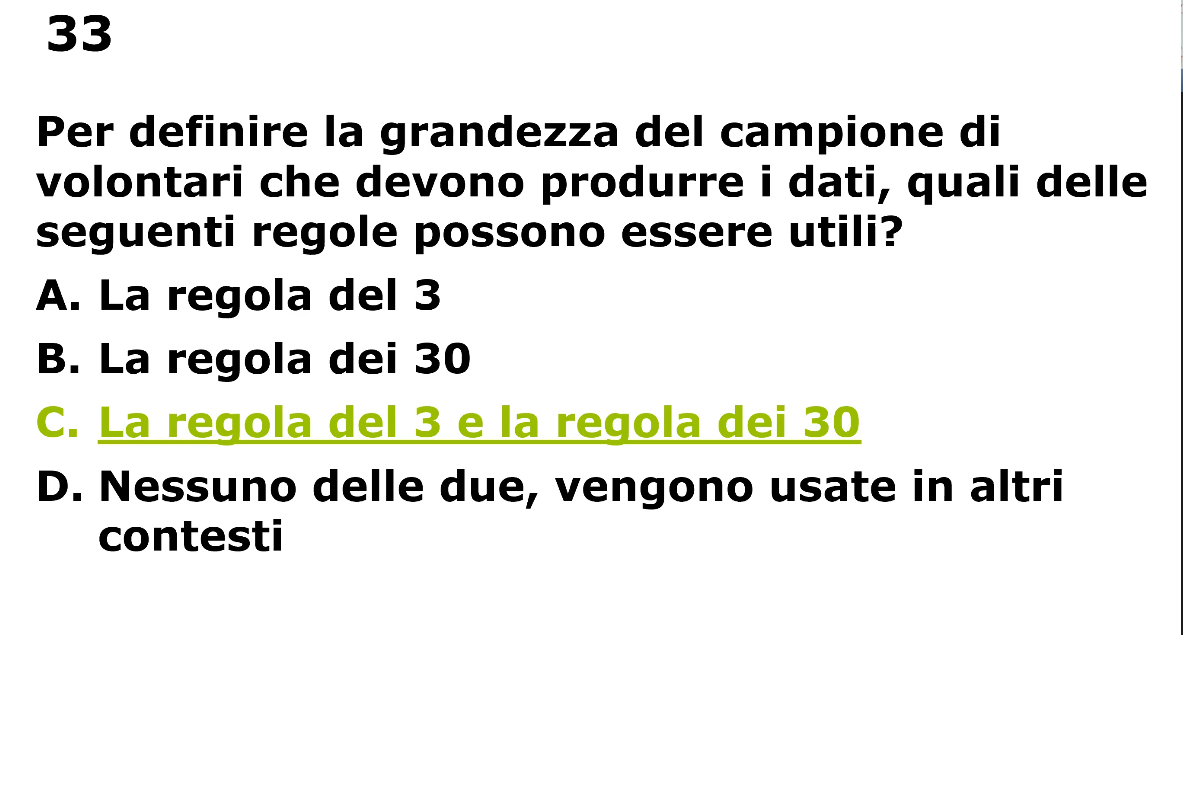 33
Per definire la grandezza del campione di
volontari che devono produrre i dati, quali delle
seguenti regole possono essere utili?
A. La regola del 3
B. La regola dei 30
C. La regola del 3 e la regola dei 30
D. Nessuno delle due, vengono usate in altri
contesti